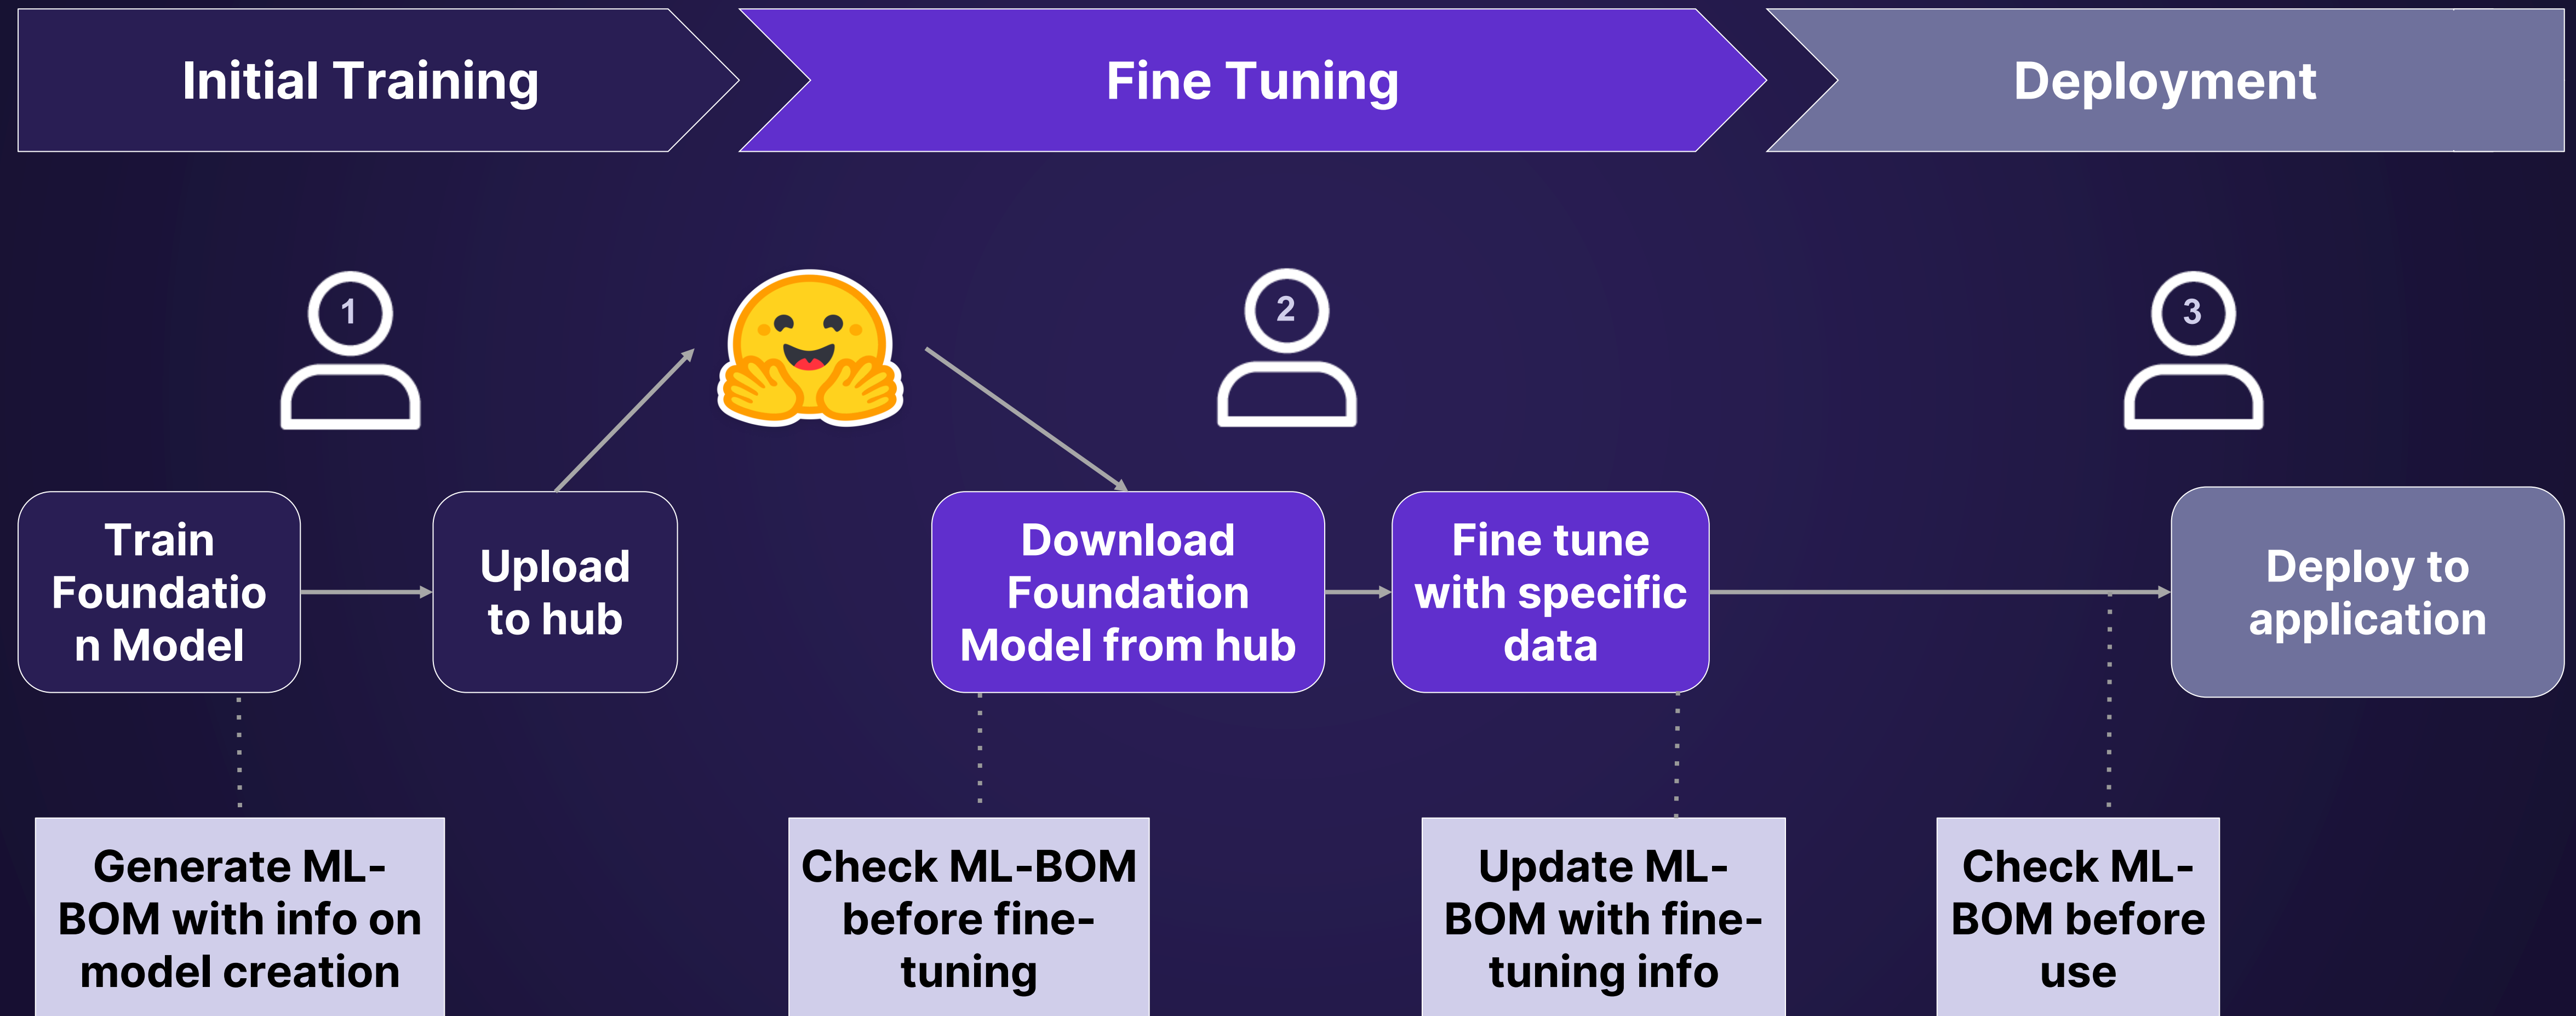 Initial Training
Fine Tuning
Deployment
1
2
3
Train
Foundatio
n Model
Upload
to hub
Download
Foundation
Model from hub
Fine tune
with specific
data
Deploy to
application
Generate ML-
BOM with info on
model creation
Check ML-BOM
before fine-
tuning
Update ML-
BOM with fine-
tuning info
Check ML-
BOM before
use